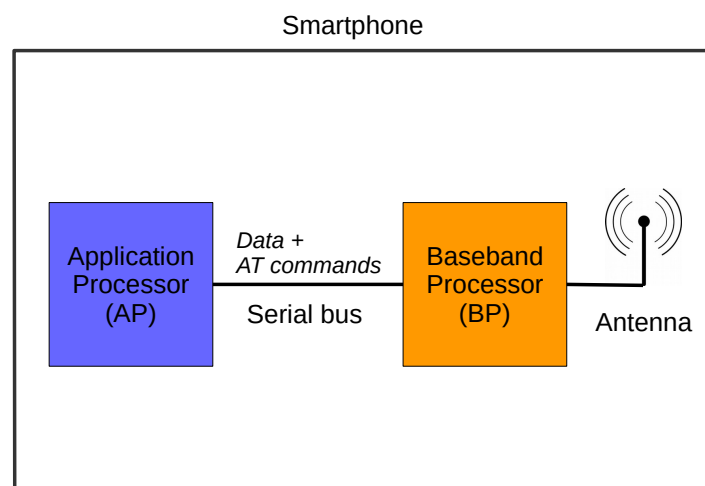 Smartphone
Application
Processor
(AP)
Data +
AT commands
Serial bus
Baseband
Processor
(BP)
Antenna